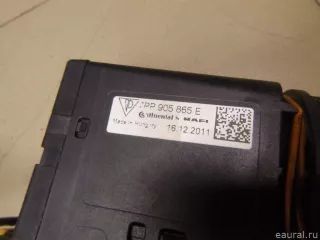 7PP 905 865 E
Continental
Made in Hungary 16.12.2011
eaural.ru